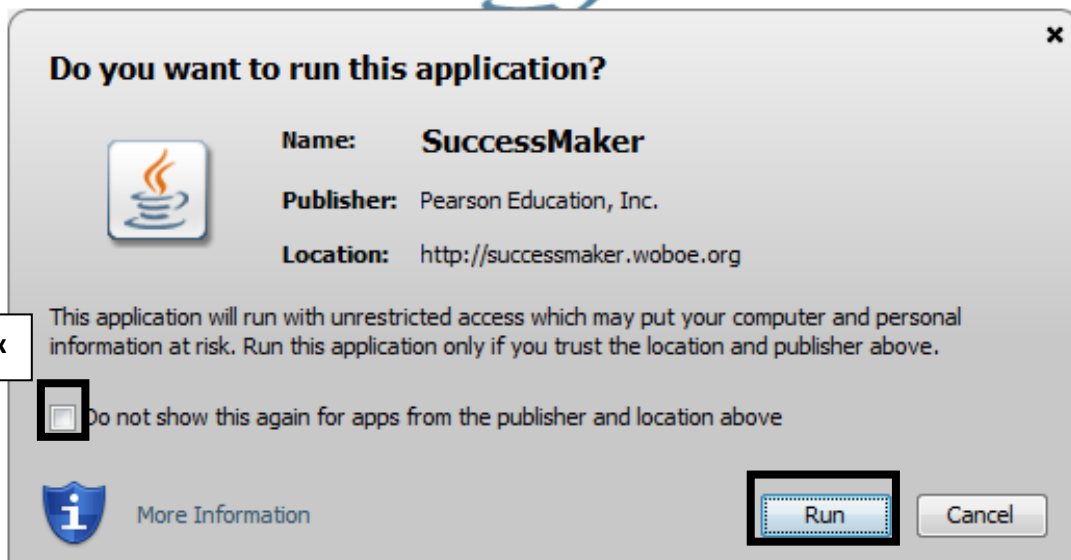 Do you want to run this application?
Name: SuccessMaker
Publisher: Pearson Education, Inc.
Location: http://successmaker.woboe.org
This application will run with unrestricted access which may put your computer and personal
information at risk. Run this application only if you trust the location and publisher above.
Do not show this again for apps from the publisher and location above
More Information
Run
Cancel